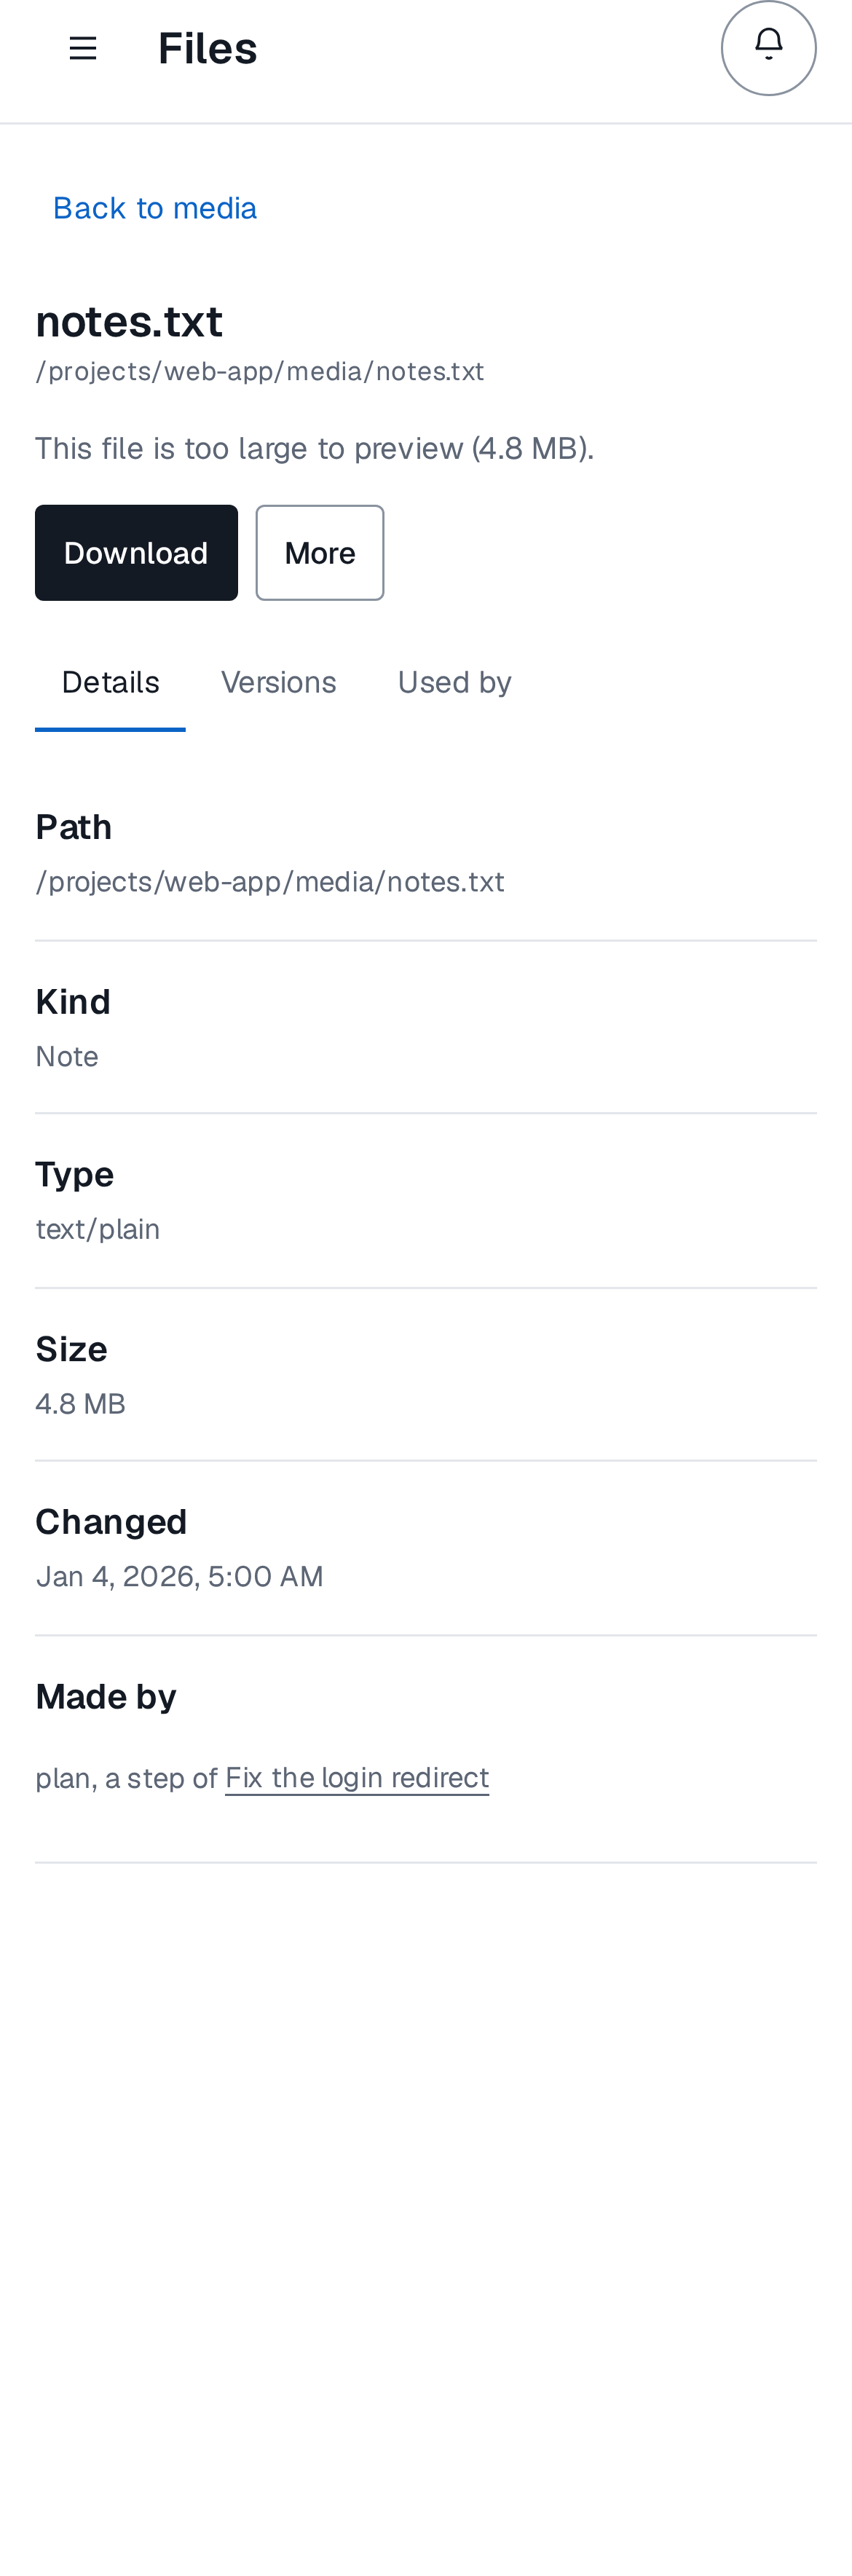 Files
Back to media
notes.txt
/projects/web-app/media/notes.txt
This file is too large to preview (4.8 MB).
Download More
Details Versions Used by
Path
/projects/web-app/media/notes.txt
Kind
Note
Type
text/plain
Size
4.8 MB
Changed
Jan 4, 2026, 5:00 AM
Made by
plan, a step of Fix the login redirect